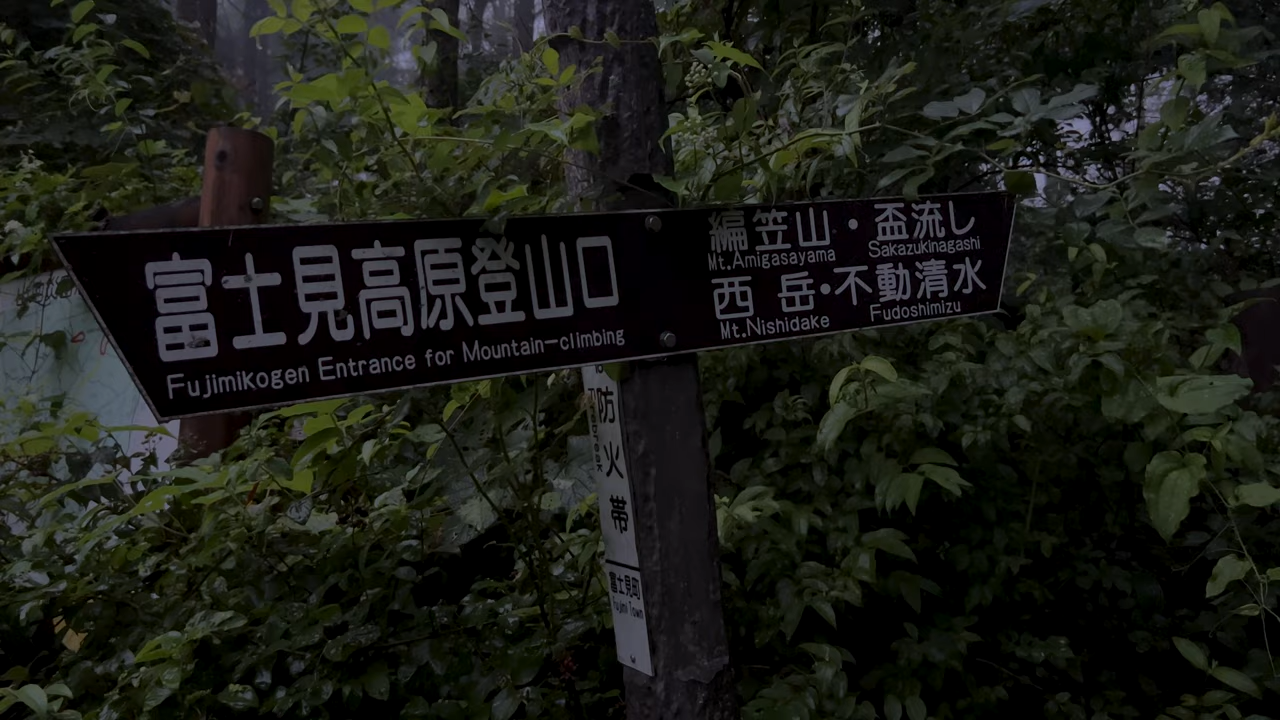 富士見高原登山口
Fujimikogen Entrance for Mountain-climbing
編笠山・盃流し
Mt.Amigasayama Sakazukinagashi
西 岳・不動清水
Mt.Nishidake Fudoshimizu
防火帯
富士見町
Fujimi Town